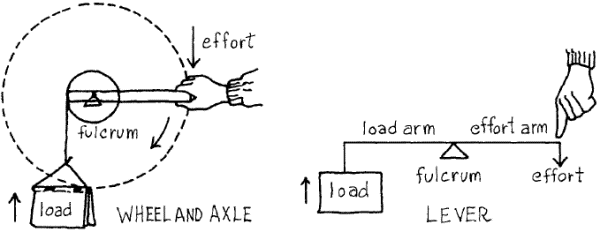 effort
fulcrum
load
WHEEL AND AXLE
load arm
effort arm
fulcrum
effort
load
LEVER